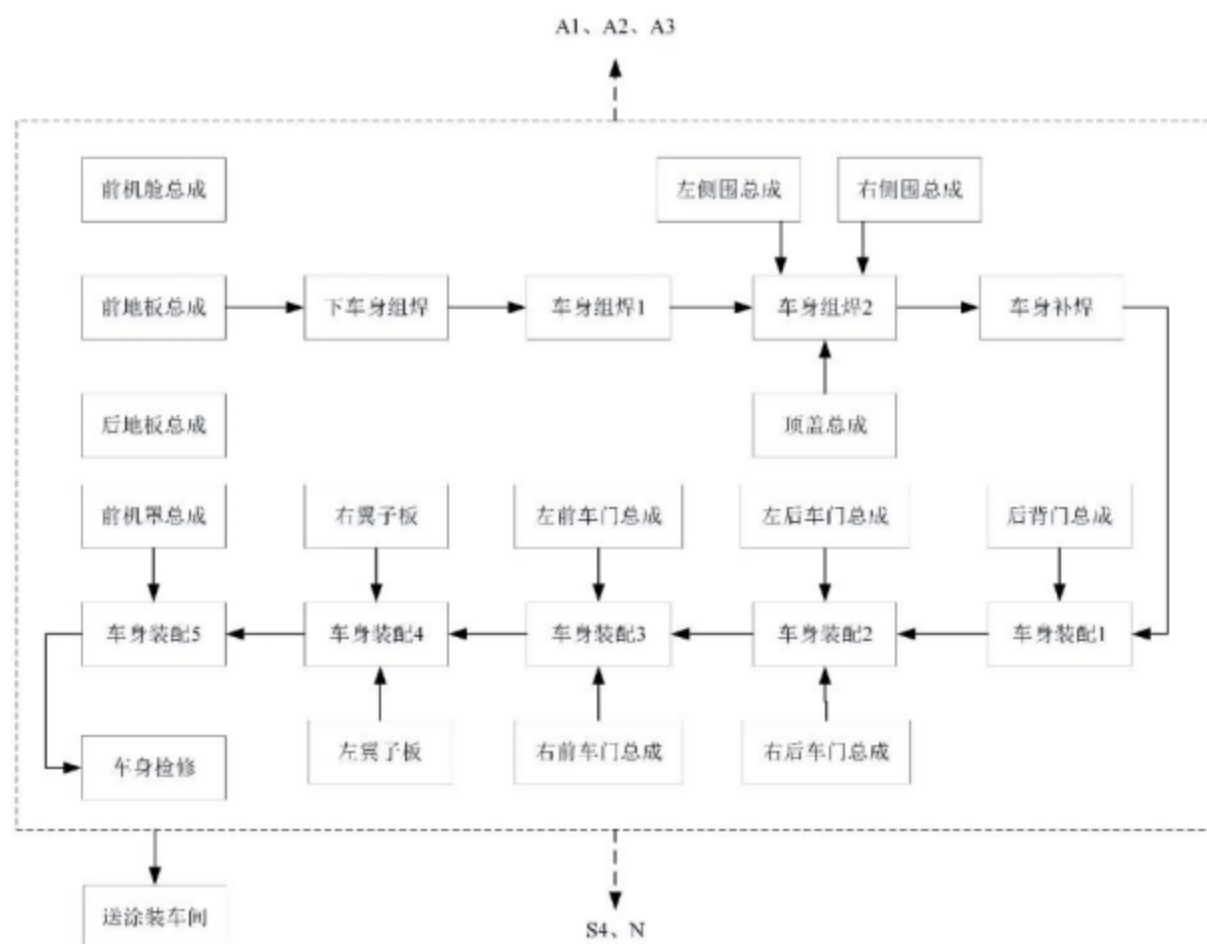 A1、A2、A3
前机舱总成
左侧围总成
右侧围总成
前地板总成
下车身组焊
车身组焊1
车身组焊2
车身补焊
后地板总成
顶盖总成
前机罩总成
右翼子板
左前车门总成
左后车门总成
后背门总成
车身装配5
车身装配4
车身装配3
车身装配2
车身装配1
车身检修
左翼子板
右前车门总成
右后车门总成
送涂装车间
S4、N